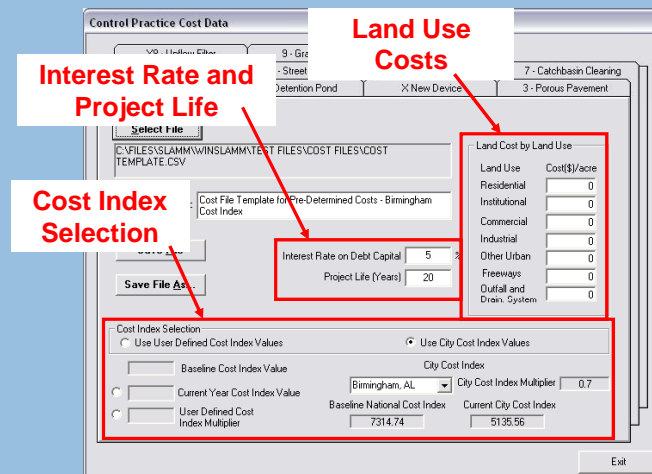 Control Practice Cost Data
Land Use
Costs
9 - Gra
Interest Rate and
Project Life
- Street
7 - Catchbasin Cleaning
Detention Pond
X New Device
3 - Porous Pavement
Select File
C:\FILES\SLAMM\WINSLAMM\TEST FILES\COST FILES\COST
TEMPLATE.CSV
Land Cost by Land Use
Land Use Cost($)/acre
Residential 0
Institutional 0
Commercial 0
Industrial 0
Other Urban 0
Freeways 0
Outfall and
Drain. System 0
Cost Index
Selection
: Cost File Template for Pre-Determined Costs - Birmingham
Cost Index
Interest Rate on Debt Capital 5 %
Project Life (Years) 20
Save File As...
Cost Index Selection
Use User Defined Cost Index Values
Use City Cost Index Values
Baseline Cost Index Value
Current Year Cost Index Value
User Defined Cost
Index Multiplier
City Cost Index
Birmingham, AL
City Cost Index Multiplier 0.7
Baseline National Cost Index
Current City Cost Index
7314.74
5135.56
Exit